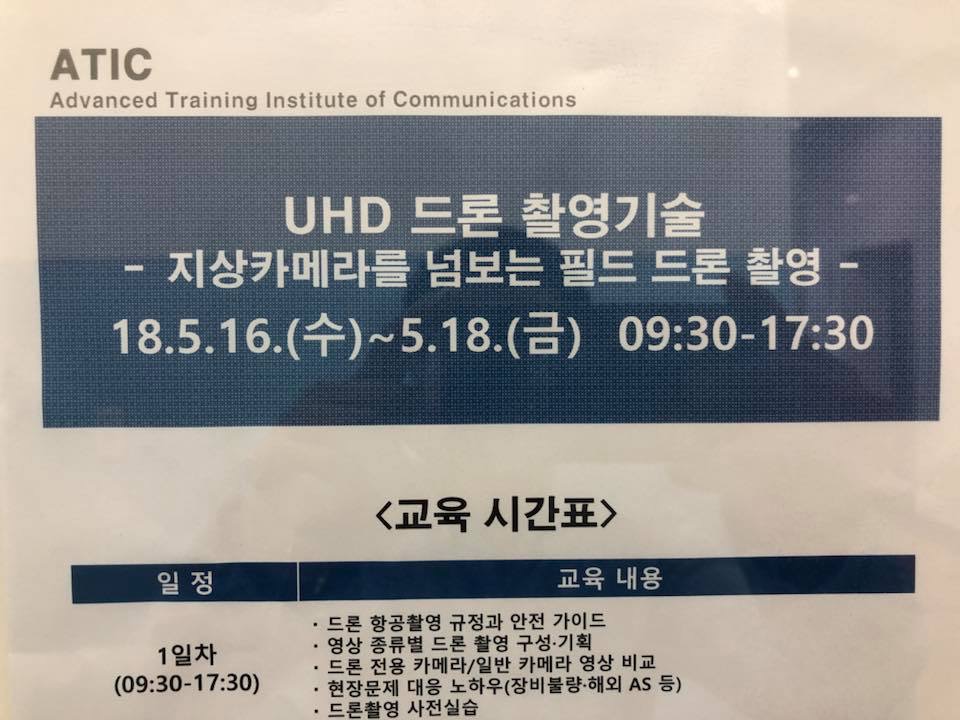 ATIC
Advanced Training Institute of Communications
UHD 드론 촬영기술
- 지상카메라를 넘보는 필드 드론 촬영 -
18.5.16.(수)~5.18.(금) 09:30-17:30
<교육 시간표>
일 정 교육 내용
1일차
(09:30-17:30)
· 드론 항공촬영 규정과 안전 가이드
· 영상 종류별 드론 촬영 구성·기획
· 드론 전용 카메라/일반 카메라 영상 비교
· 현장문제 대응 노하우(장비불량·해외 AS 등)
· 드론촬영 사전실습